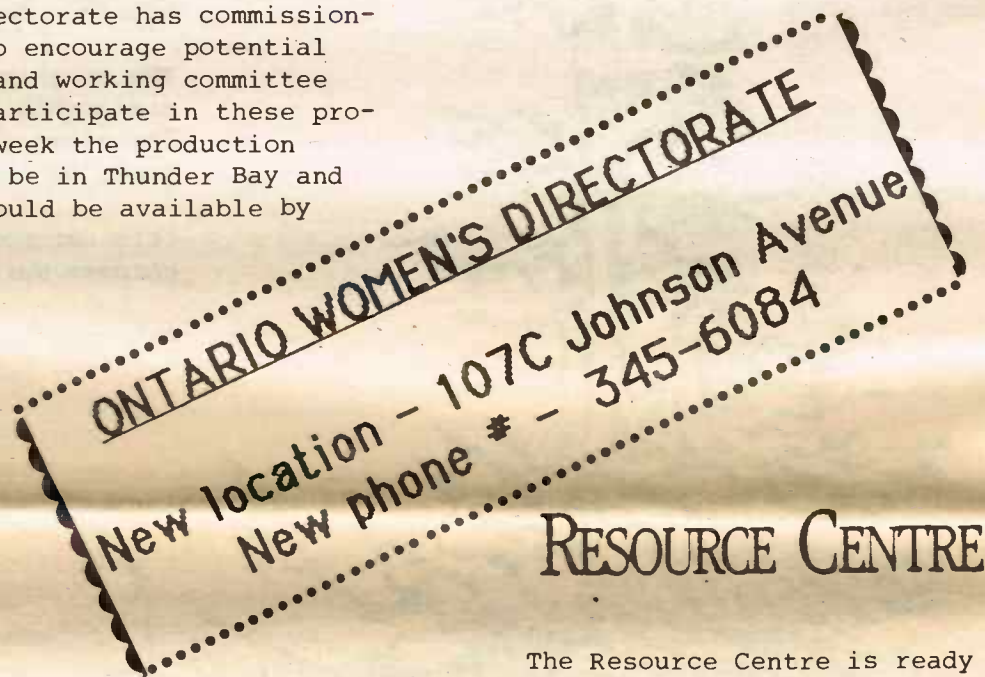 ectorate has commission-
o encourage potential
and working committee
articipate in these pro-
week the production
be in Thunder Bay and
ould be available by
ONTARIO WOMEN'S DIRECTORATE
New location - 107C Johnson Avenue
New phone # - 345-6084
RESOURCE CENTRE
The Resource Centre is ready